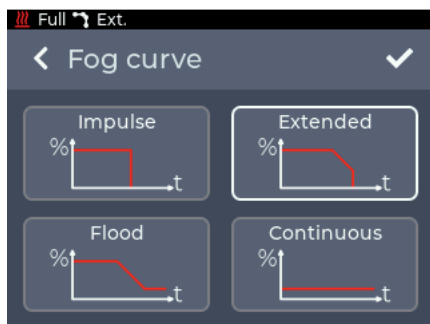 Full Ext.
Fog curve
Impulse Extended
% t % t
Flood Continuous
% t % t